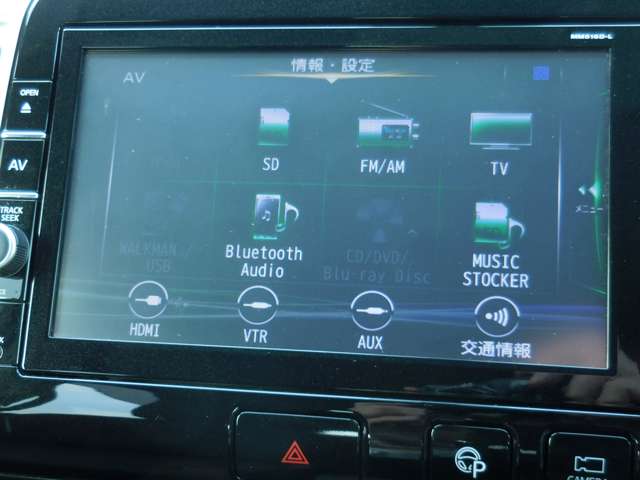 MM516D-L
情報・設定
AV
OPEN
AV
TRACK
SEEK
SD
FM/AM
TV
メニュー
WALKMAN /
USB
Bluetooth
Audio
CD/DVD/
Blu-ray Disc
MUSIC
STOCKER
HDMI
VTR
AUX
交通情報
P
CAMERA